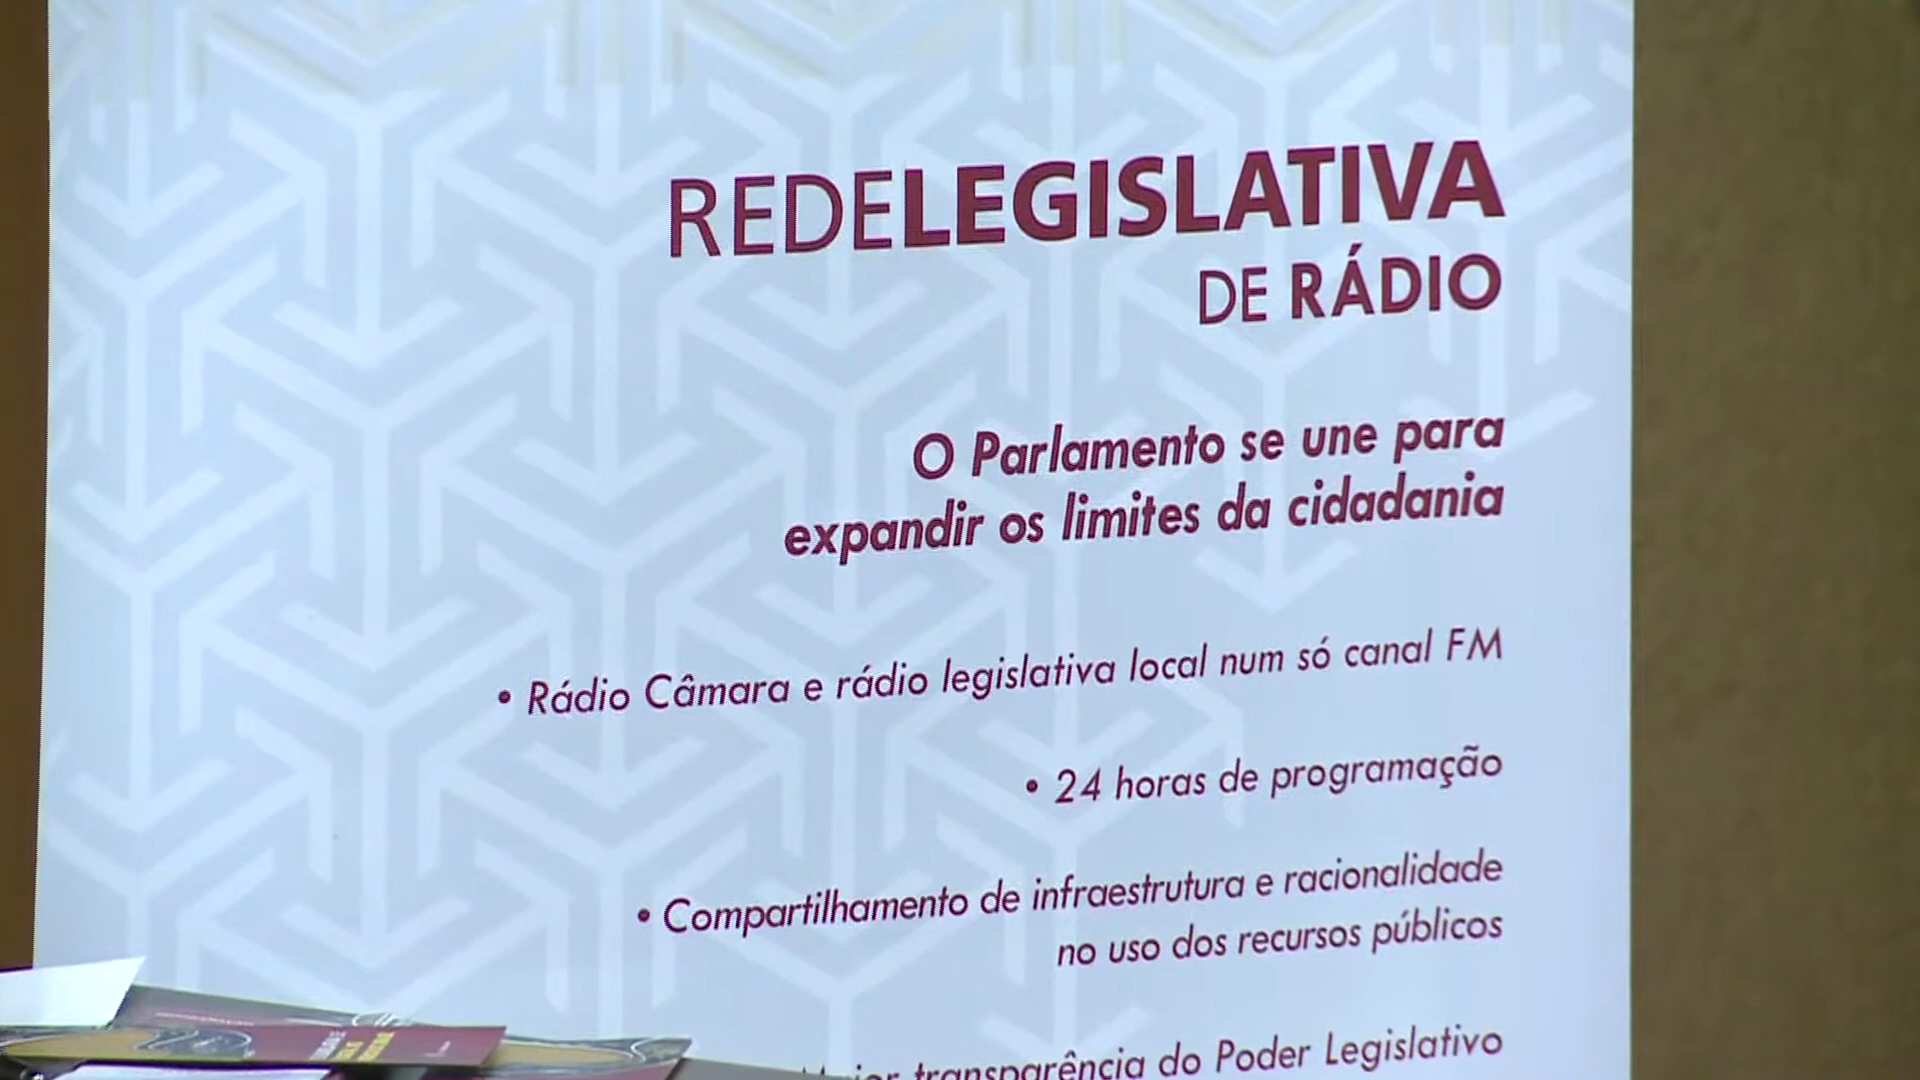 REDELEGISLATIVA
DE RÁDIO
O Parlamento se une para
expandir os limites da cidadania
• Rádio Câmara e rádio legislativa local num só canal FM
• 24 horas de programação
• Compartilhamento de infraestrutura e racionalidade
no uso dos recursos públicos
transparência do Poder Legislativo